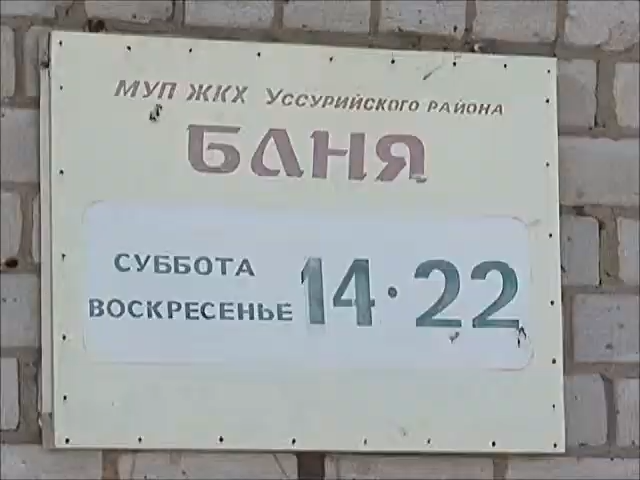 МУП ЖКХ УССУРИЙСКОГО РАЙОНА
БАНЯ
СУББОТА
ВОСКРЕСЕНЬЕ
14·22